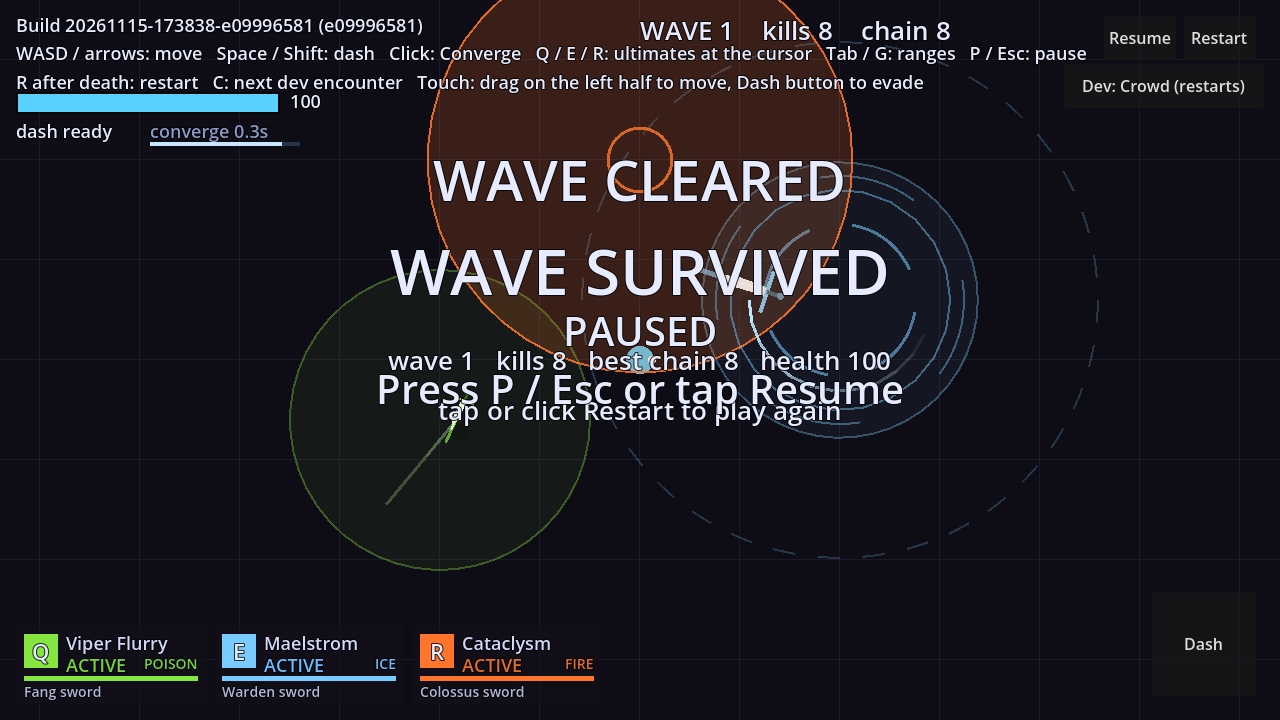 Build 20261115-173838-e09996581 (e09996581)
WAVE 1 kills 8 chain 8
Resume
Restart
WASD / arrows: move Space / Shift: dash Click: Converge Q / E / R: ultimates at the cursor Tab / G: ranges P / Esc: pause
R after death: restart C: next dev encounter Touch: drag on the left half to move, Dash button to evade
Dev: Crowd (restarts)
100
dash ready
converge 0.3s
WAVE CLEARED
WAVE SURVIVED
PAUSED
wave 1 kills 8 best chain 8 health 100
Press P / Esc or tap Resume
tap or click Restart to play again
Q
Viper Flurry
ACTIVE
POISON
Fang sword
E
Maelstrom
ACTIVE
ICE
Warden sword
R
Cataclysm
ACTIVE
FIRE
Colossus sword
Dash